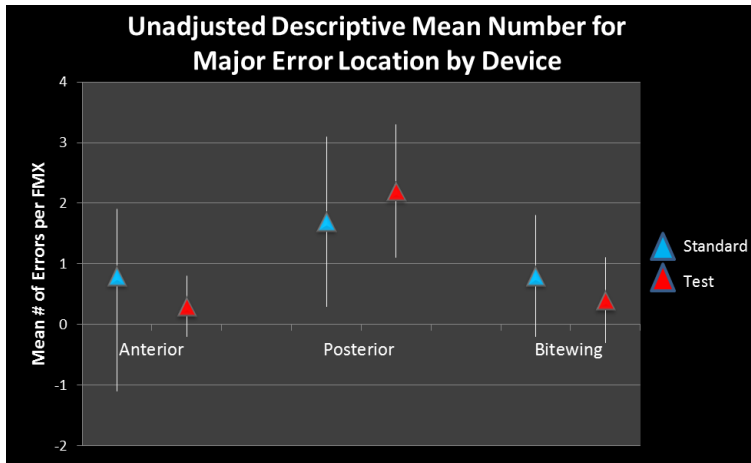 Unadjusted Descriptive Mean Number for
Major Error Location by Device
Mean # of Errors per FMX
4
3
2
1
0
-1
-2
Anterior
Posterior
Bitewing
Standard
Test